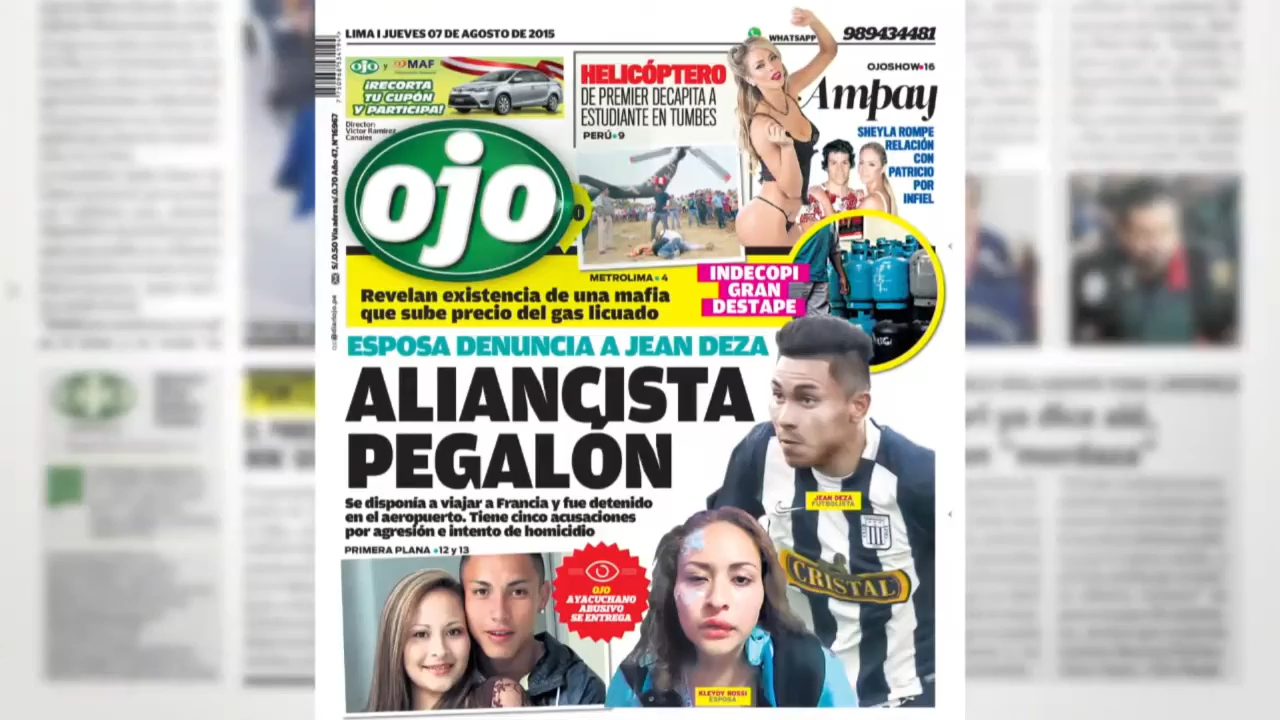 LIMA I JUEVES 07 DE AGOSTO DE 2015
WHATSAPP 989434481
ojo y MAF
¡RECORTA
TU CUPÓN
Y PARTICIPA!
HELICÓPTERO
DE PREMIER DECAPITA A
ESTUDIANTE EN TUMBES
PERÚ•9
OJOSHOW•16
Ampay
SHEYLA ROMPE
RELACIÓN
CON
PATRICIO
POR
INFIEL
Director:
Víctor Ramírez
Canales
ojo
METROLIMA•4
Revelan existencia de una mafia
que sube precio del gas licuado
INDECOPI
GRAN
DESTAPE
ESPOSA DENUNCIA A JEAN DEZA
ALIANCISTA
PEGALÓN
Se disponía a viajar a Francia y fue detenido
en el aeropuerto. Tiene cinco acusaciones
por agresión e intento de homicidio
PRIMERA PLANA •12 y 13
JEAN DEZA
FUTBOLISTA
CRISTAL
OJO
AYACUCHANO
ABUSIVO
SE ENTREGA
KLEYDY ROSSI
ESPOSA